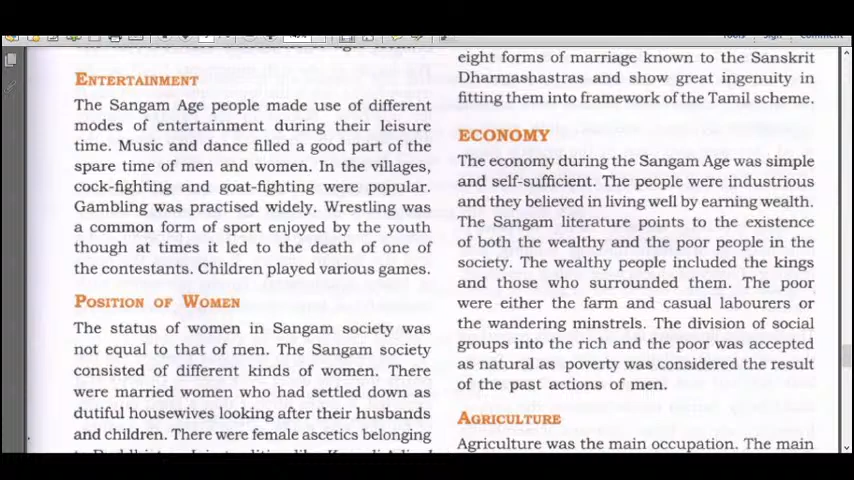 Tools
Sign
Comment
ENTERTAINMENT
The Sangam Age people made use of different
modes of entertainment during their leisure
time. Music and dance filled a good part of the
spare time of men and women. In the villages,
cock-fighting and goat-fighting were popular.
Gambling was practised widely. Wrestling was
a common form of sport enjoyed by the youth
though at times it led to the death of one of
the contestants. Children played various games.
POSITION OF WOMEN
The status of women in Sangam society was
not equal to that of men. The Sangam society
consisted of different kinds of women. There
were married women who had settled down as
dutiful housewives looking after their husbands
and children. There were female ascetics belonging
eight forms of marriage known to the Sanskrit
Dharmashastras and show great ingenuity in
fitting them into framework of the Tamil scheme.
ECONOMY
The economy during the Sangam Age was simple
and self-sufficient. The people were industrious
and they believed in living well by earning wealth.
The Sangam literature points to the existence
of both the wealthy and the poor people in the
society. The wealthy people included the kings
and those who surrounded them. The poor
were either the farm and casual labourers or
the wandering minstrels. The division of social
groups into the rich and the poor was accepted
as natural as poverty was considered the result
of the past actions of men.
AGRICULTURE
Agriculture was the main occupation. The main